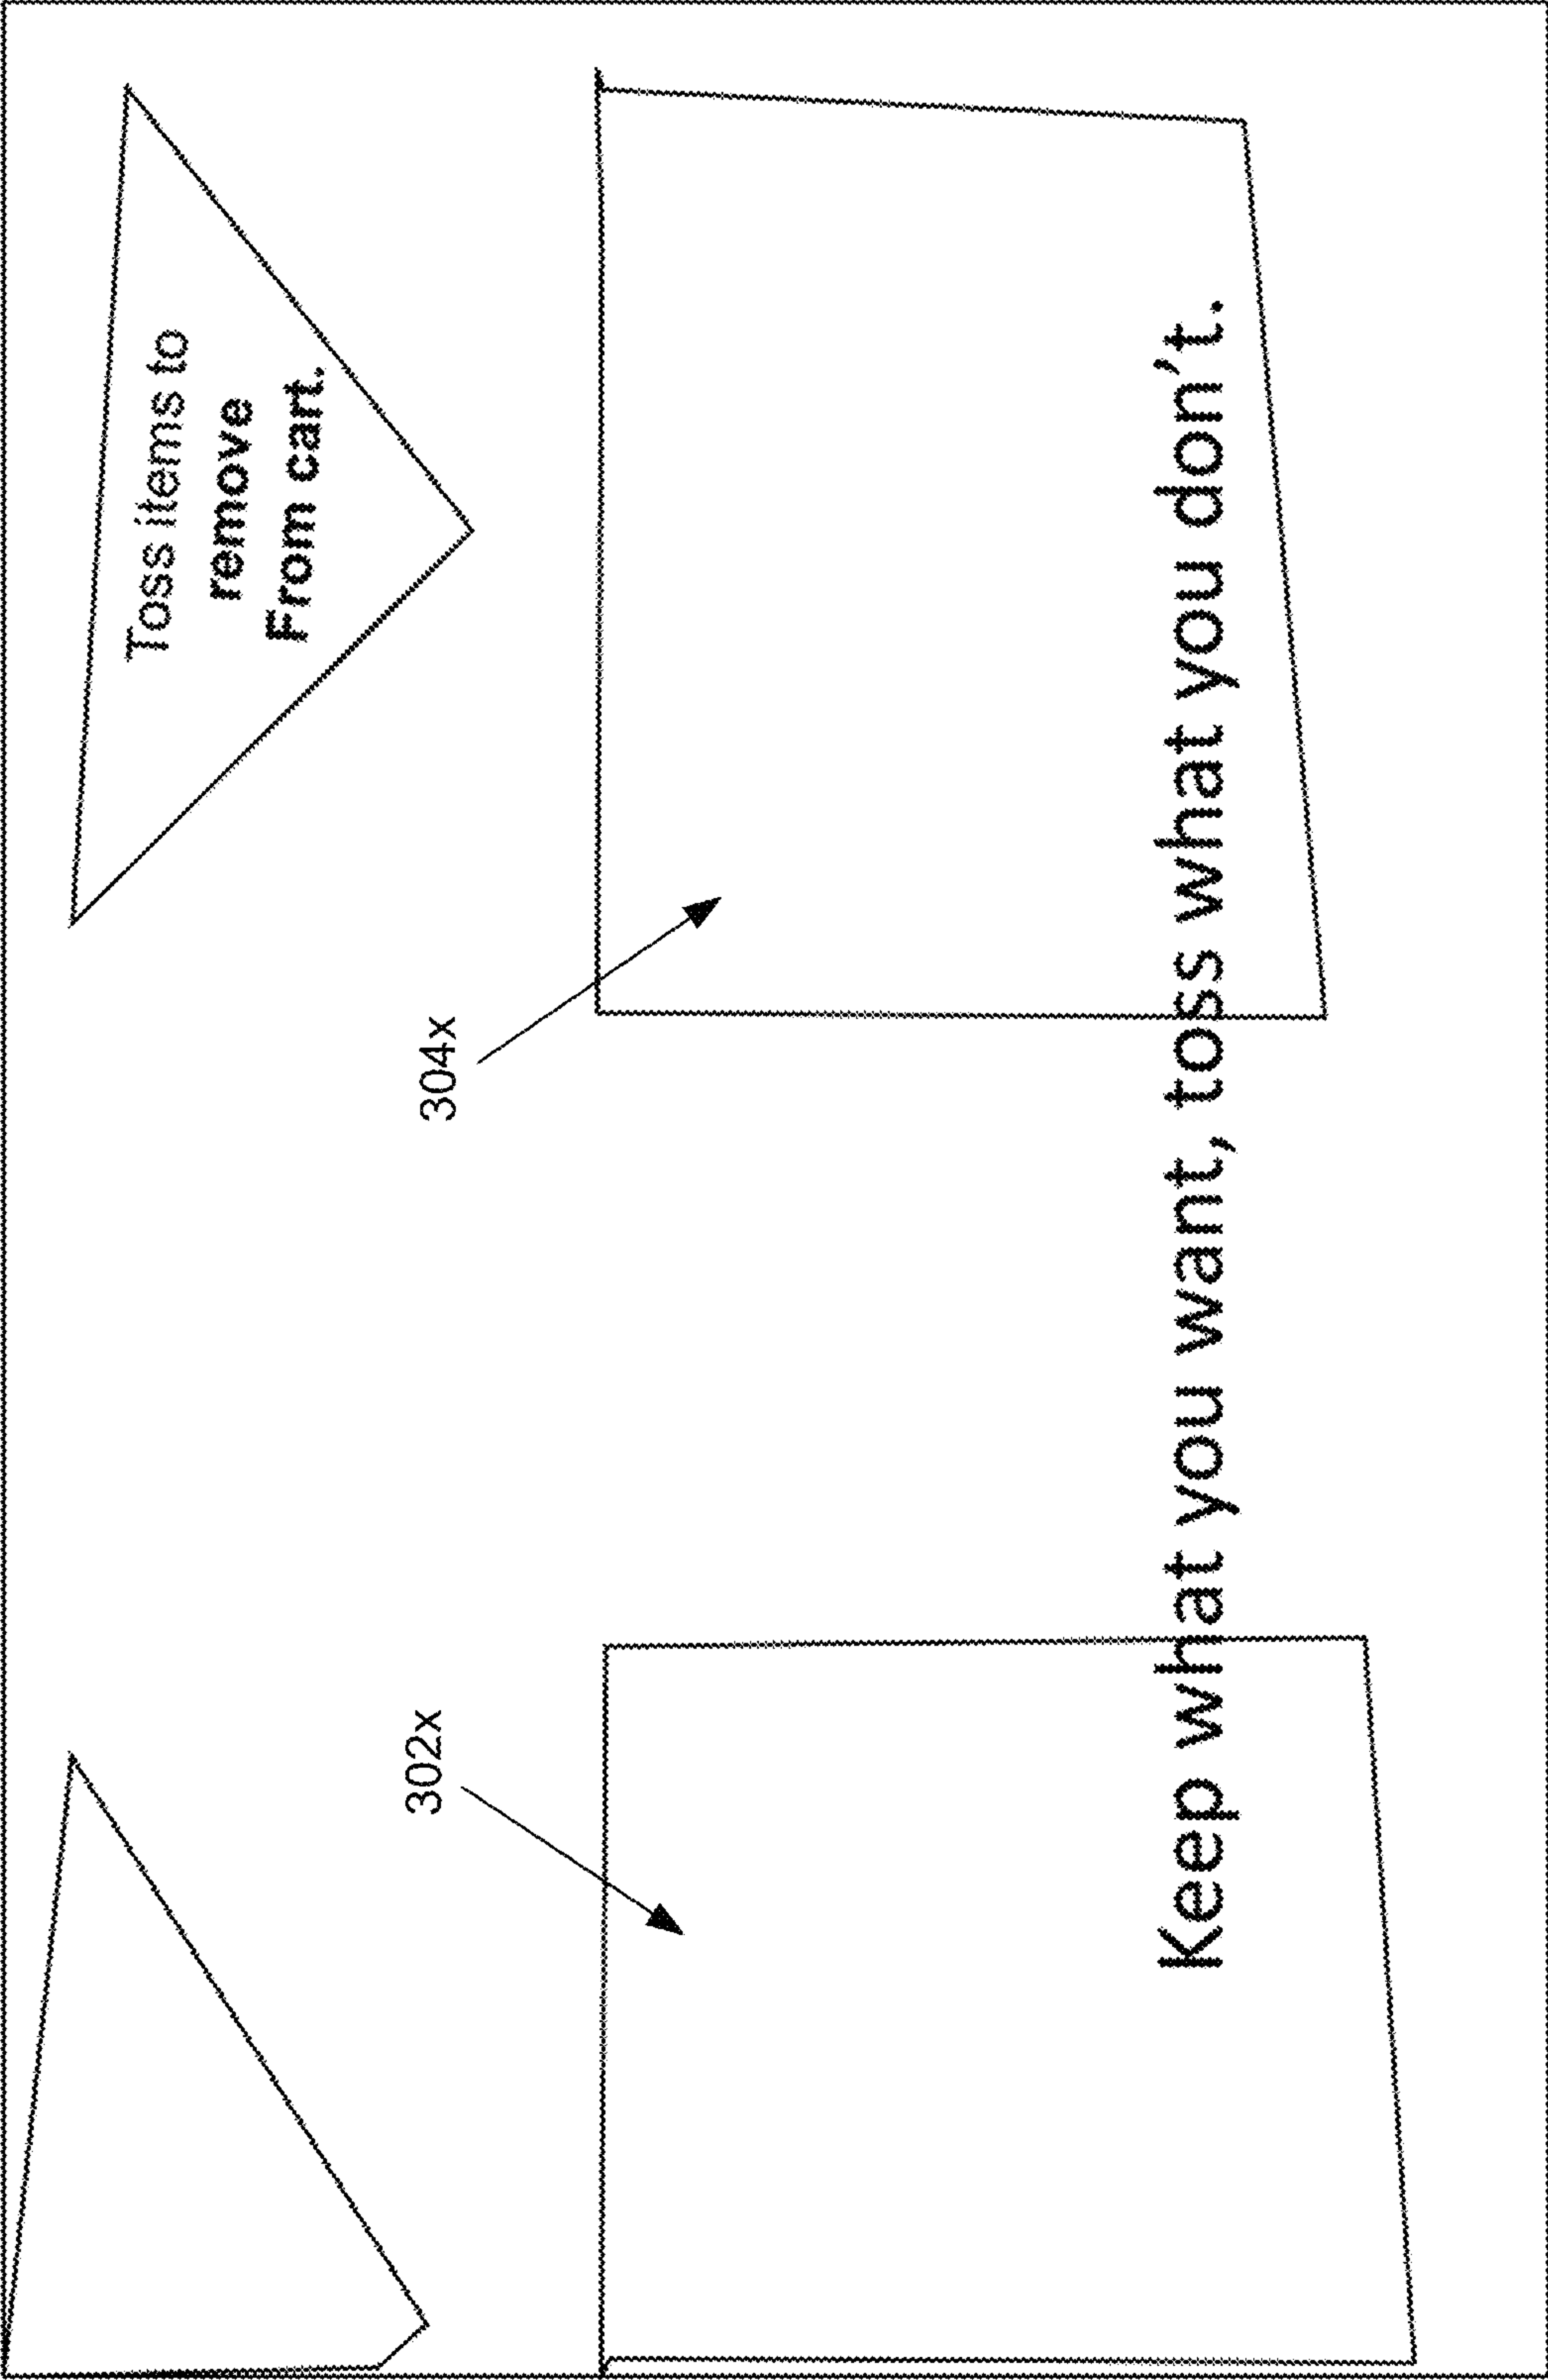 Toss items to
remove
From cart.
302x
304x
Keep what you want, toss what you don't.